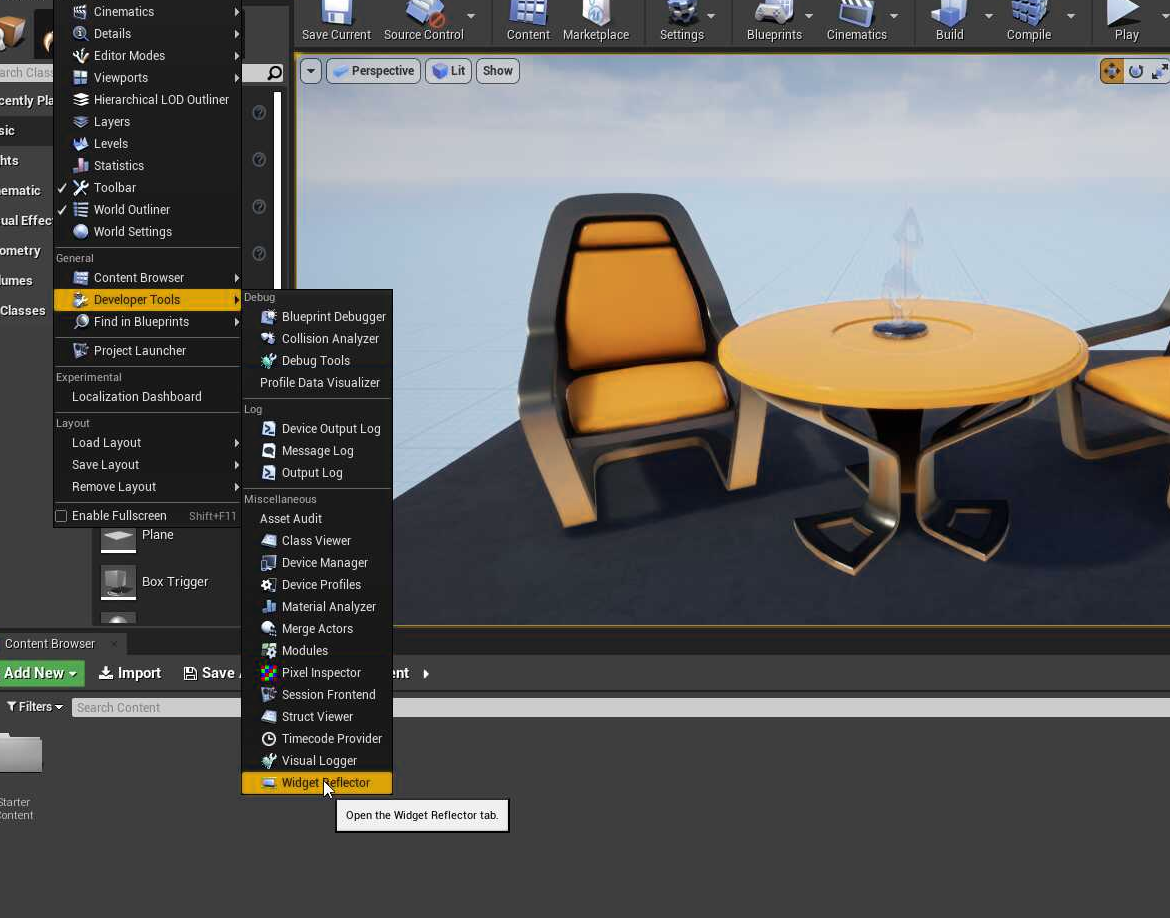 Cinematics
Details
Editor Modes
Viewports
Hierarchical LOD Outliner
Layers
Levels
Statistics
Toolbar
World Outliner
World Settings
General
Content Browser
Developer Tools
Find in Blueprints
Project Launcher
Experimental
Localization Dashboard
Layout
Load Layout
Save Layout
Remove Layout
Enable Fullscreen Shift+F11
arch Clas
cently Pla
sic
hts
ematic
ual Effec
ometry
lumes
Classes
Plane
Box Trigger
Debug
Blueprint Debugger
Collision Analyzer
Debug Tools
Profile Data Visualizer
Log
Device Output Log
Message Log
Output Log
Miscellaneous
Asset Audit
Class Viewer
Device Manager
Device Profiles
Material Analyzer
Merge Actors
Modules
Pixel Inspector
Session Frontend
Struct Viewer
Timecode Provider
Visual Logger
Widget Reflector
Open the Widget Reflector tab.
Save Current Source Control Content Marketplace Settings Blueprints Cinematics Build Compile Play
Perspective Lit Show
Content Browser
Add New Import Save nt
Filters Search Content
Starter
ontent